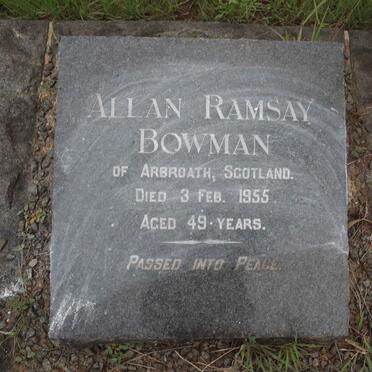 ALLAN RAMSAY
BOWMAN
OF ARBROATH, SCOTLAND.
DIED 3 FEB. 1955
AGED 49 YEARS.
PASSED INTO PEACE.